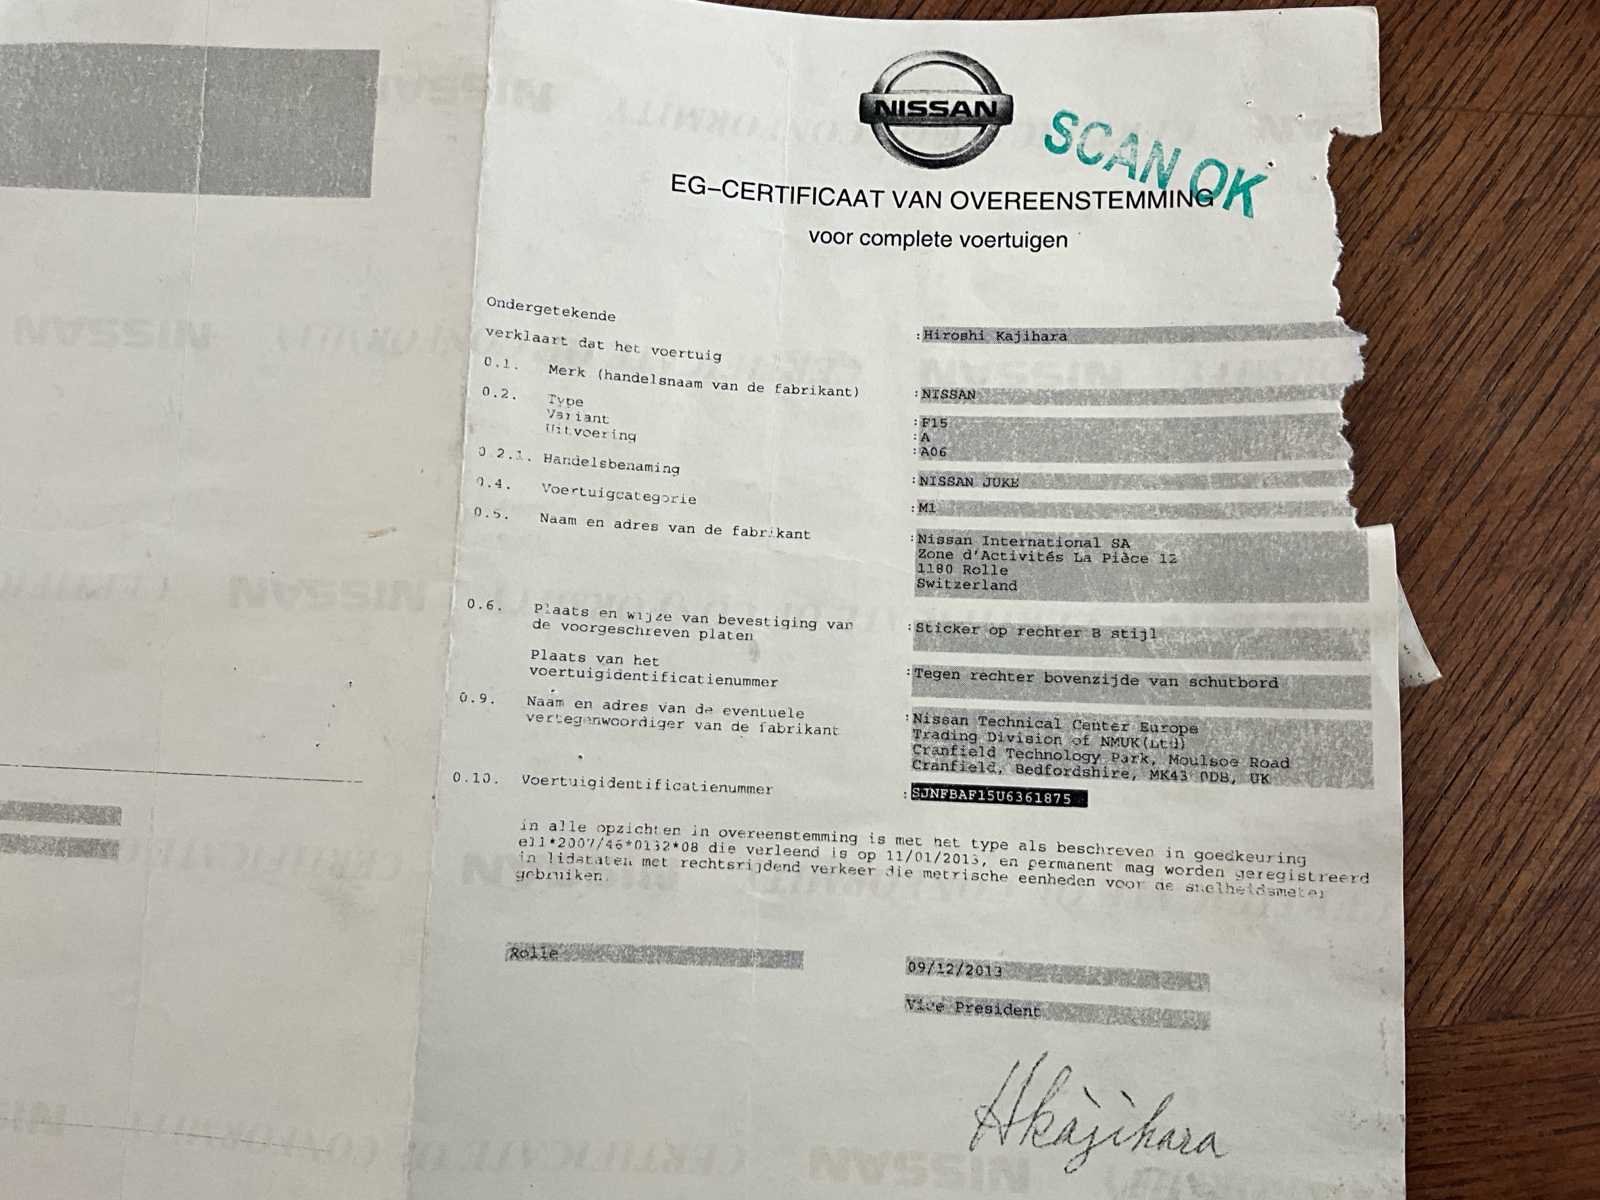 NISSAN
SCAN OK
EG-CERTIFICAAT VAN OVEREENSTEMMING
voor complete voertuigen
Ondergetekende :Hiroshi Kajihara
verklaart dat het voertuig
0.1. Merk (handelsnaam van de fabrikant) :NISSAN
0.2. Type :F15
Variant :A
Uitvoering :A06
0.2.1. Handelsbenaming :NISSAN JUKE
0.4. Voertuigcategorie :M1
0.5. Naam en adres van de fabrikant :Nissan International SA
Zone d'Activités La Pièce 12
1180 Rolle
Switzerland
0.6. Plaats en wijze van bevestiging van :Sticker op rechter B stijl
de voorgeschreven platen
Plaats van het :Tegen rechter bovenzijde van schutbord
voertuigidentificatienummer
0.9. Naam en adres van de eventuele :Nissan Technical Center Europe
vertegenwoordiger van de fabrikant Trading Division of NMUK(Ltd)
Cranfield Technology Park, Moulsoe Road
Cranfield, Bedfordshire, MK43 0DB, UK
0.10. Voertuigidentificatienummer :SJNFBAF15U6361875
in alle opzichten in overeenstemming is met het type als beschreven in goedkeuring
e11*2007/46*0132*08 die verleend is op 11/01/2013, en permanent mag worden geregistreerd
in lidstaten met rechtsrijdend verkeer die metrische eenheden voor de snelheidsmeter
gebruiken.
Rolle 09/12/2013
Vice President
HKajihara